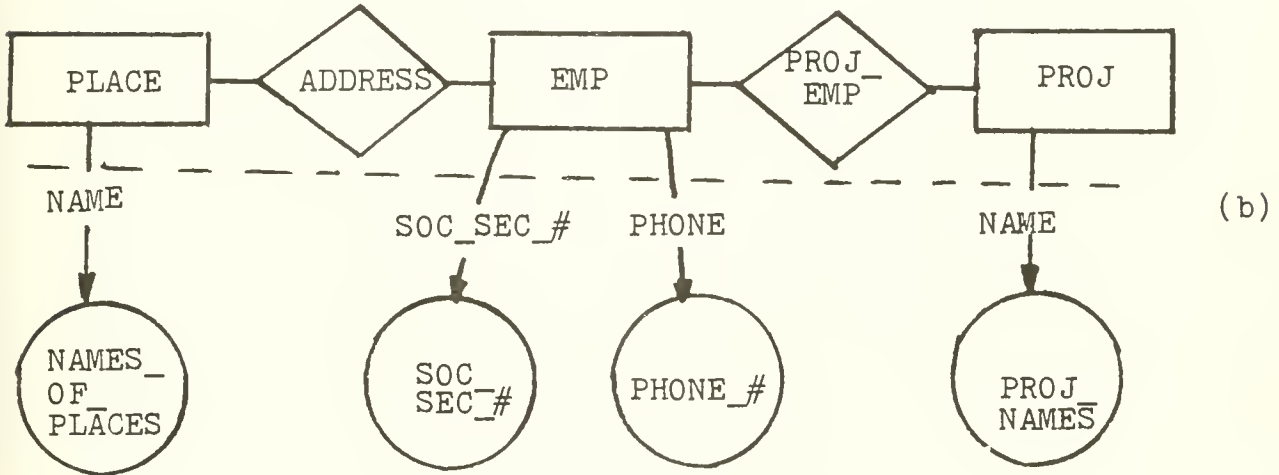 PLACE
ADDRESS
EMP
PROJ_
EMP
PROJ
NAME
SOC_SEC_#
PHONE
NAME
(b)
NAMES_
OF_
PLACES
SOC_
SEC_#
PHONE_#
PROJ_
NAMES